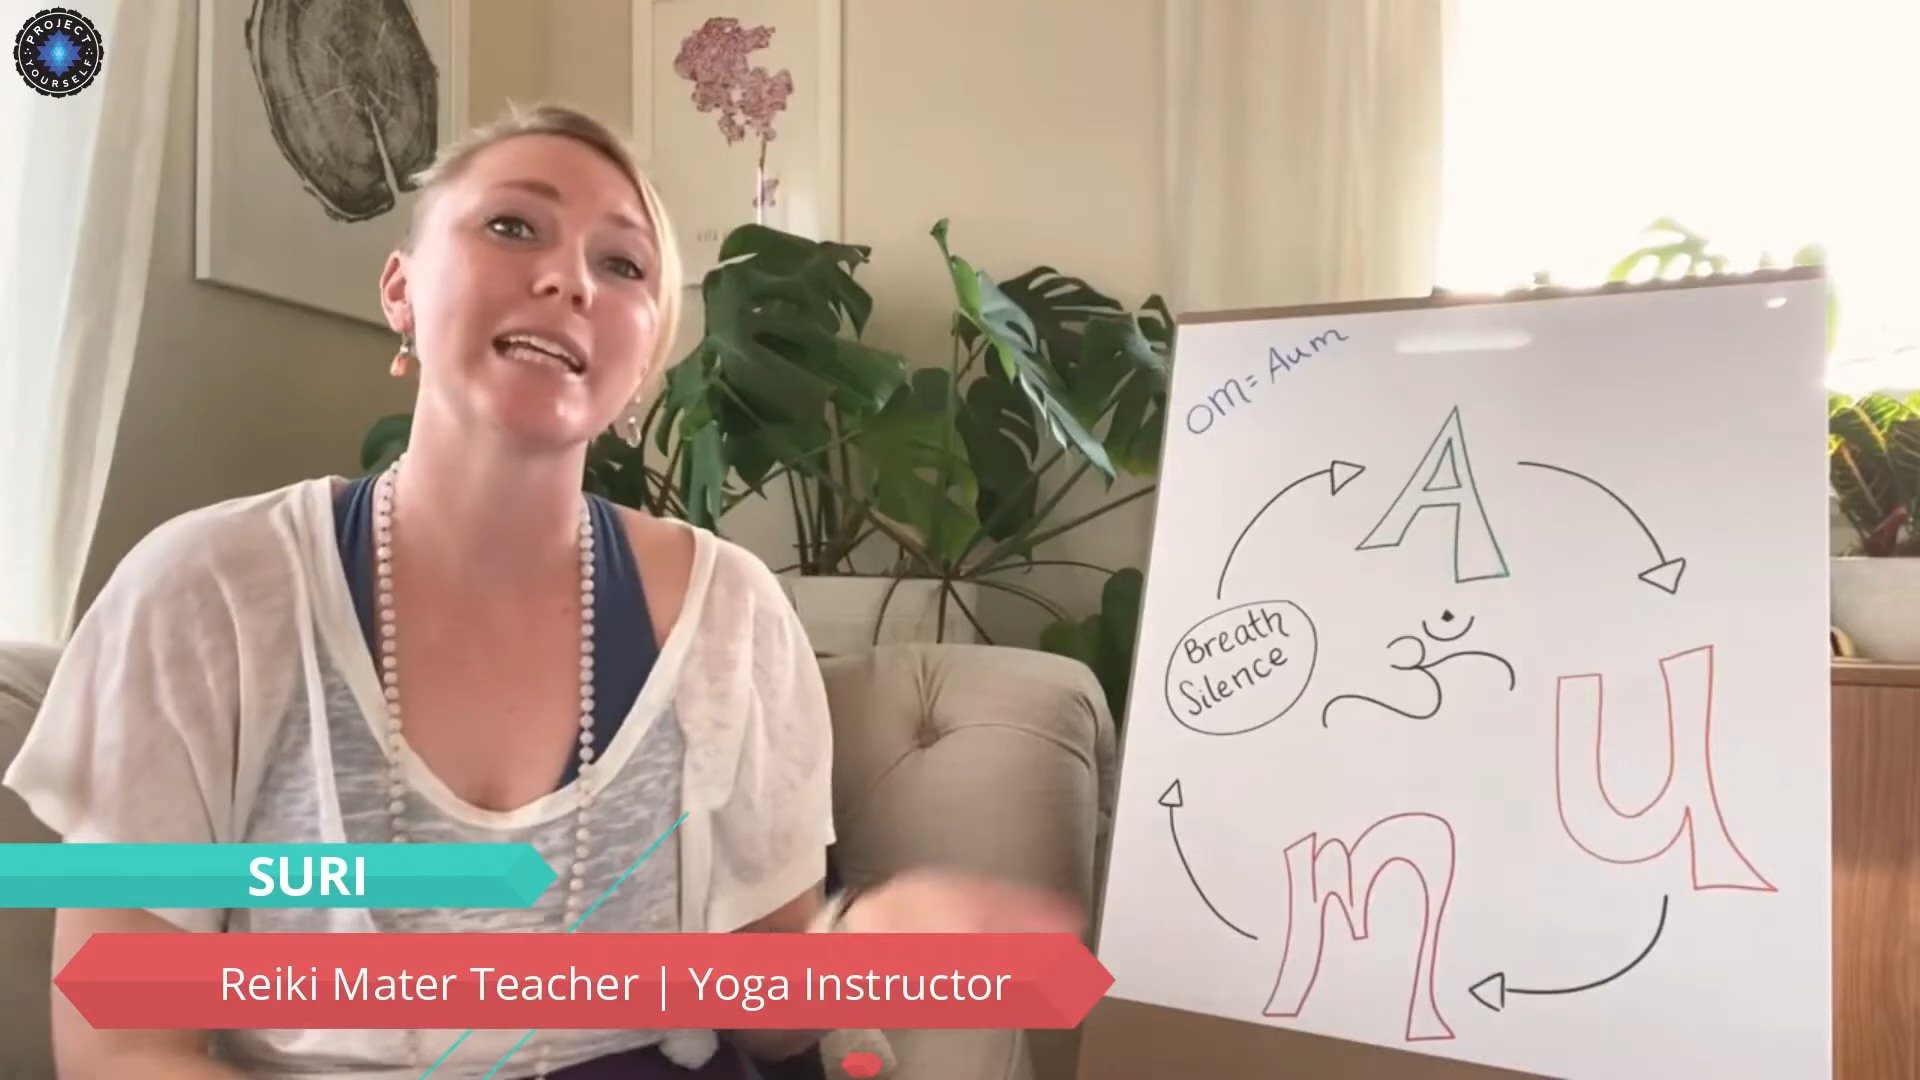 PROJECT
YOURSELF
OM = Aum
A
Breath
Silence
ॐ
U
m
SURI
Reiki Mater Teacher | Yoga Instructor